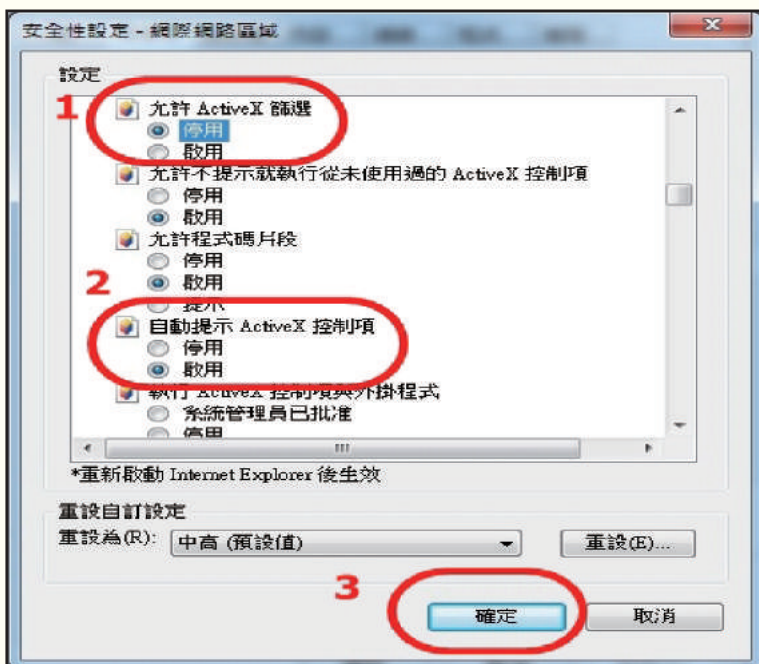 安全性設定 - 網際網路區域
設定
1
允許 ActiveX 篩選
停用
啟用
允許不提示就執行從未使用過的 ActiveX 控制項
停用
啟用
允許程式碼片段
停用
啟用
2
提示
自動提示 ActiveX 控制項
停用
啟用
執行 ActiveX 控制項與外掛程式
系統管理員已批准
停用
*重新啟動 Internet Explorer 後生效
重設自訂設定
重設為(R):
中高 (預設值)
重設(E)...
3
確定
取消